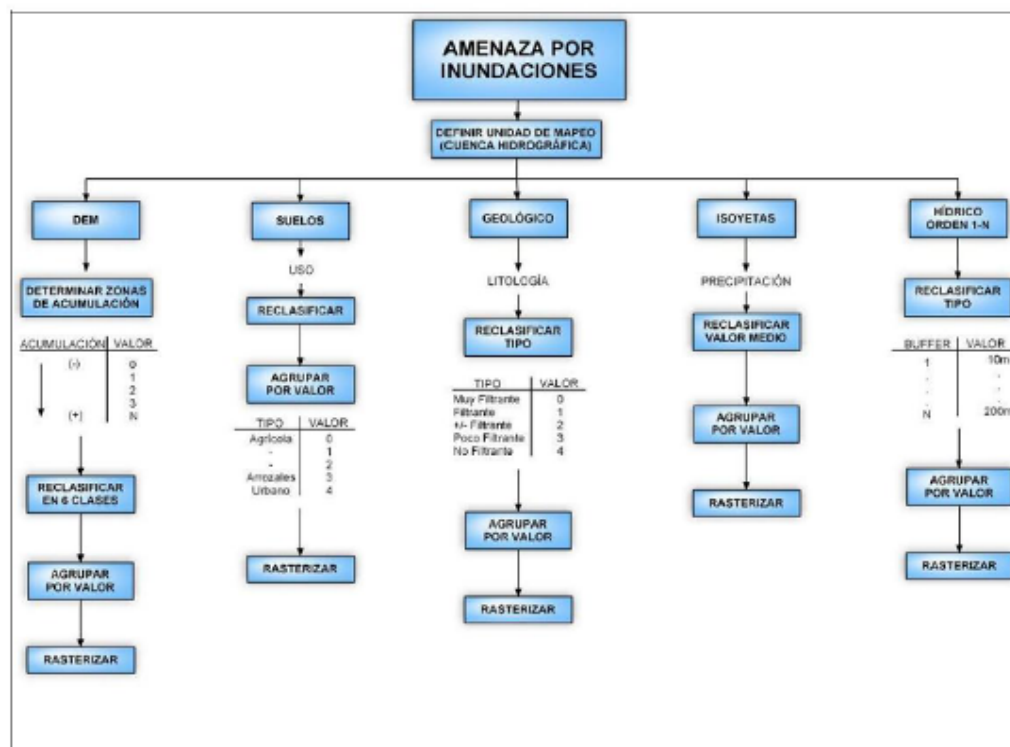 AMENAZA POR
INUNDACIONES
DEFINIR UNIDAD DE MAPEO
(CUENCA HIDROGRÁFICA)
DEM
DETERMINAR ZONAS
DE ACUMULACIÓN
ACUMULACIÓN VALOR
(-) 0
1
2
3
(+) N
RECLASIFICAR
EN 6 CLASES
AGRUPAR
POR VALOR
RASTERIZAR
SUELOS
USO
RECLASIFICAR
AGRUPAR
POR VALOR
TIPO VALOR
Agrícola 0
- 1
- 2
Arrozales 3
Urbano 4
RASTERIZAR
GEOLÓGICO
LITOLOGÍA
RECLASIFICAR
TIPO
TIPO VALOR
Muy Filtrante 0
Filtrante 1
+/- Filtrante 2
Poco Filtrante 3
No Filtrante 4
AGRUPAR
POR VALOR
RASTERIZAR
ISOYETAS
PRECIPITACIÓN
RECLASIFICAR
VALOR MEDIO
AGRUPAR
POR VALOR
RASTERIZAR
HÍDRICO
ORDEN 1-N
RECLASIFICAR
TIPO
BUFFER VALOR
1 10m
. .
. .
. .
N 200m
AGRUPAR
POR VALOR
RASTERIZAR